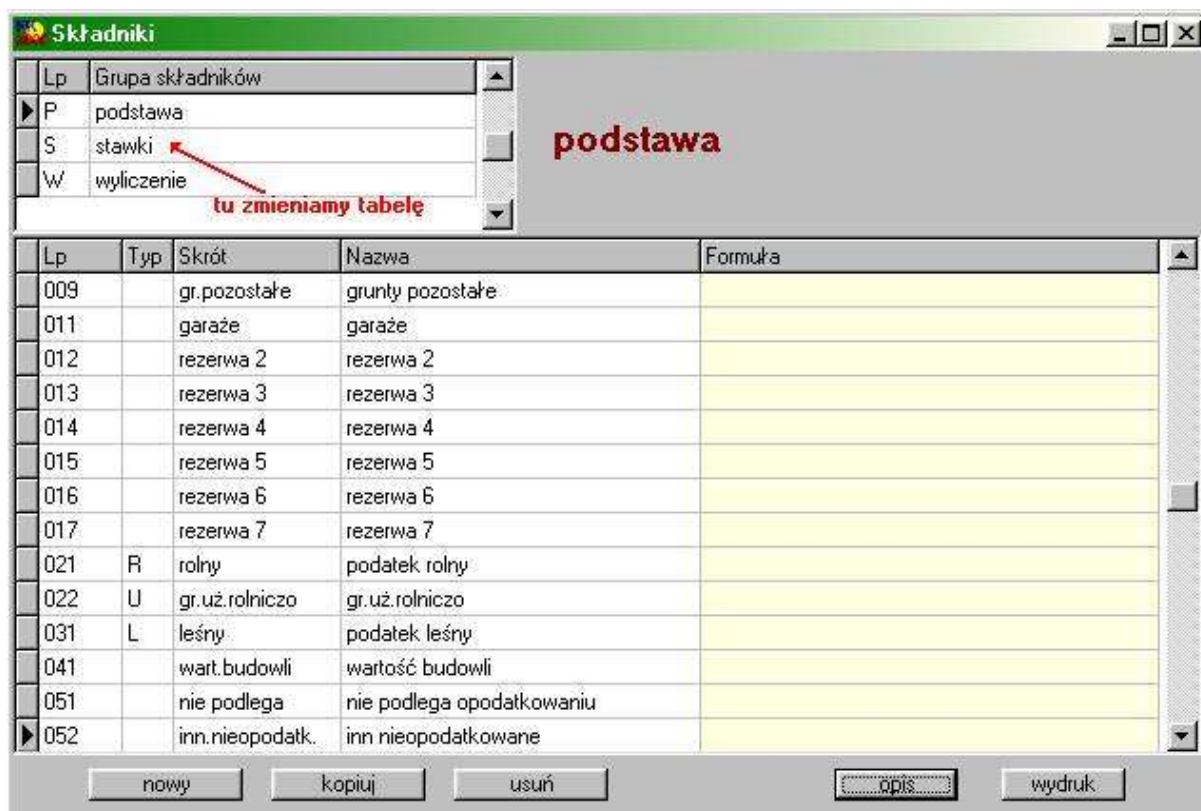 Składniki
Lp Grupa składników
P podstawa
S stawki
W wyliczenie
tu zmieniamy tabelę
podstawa
Lp Typ Skrót Nazwa Formuła
009 gr.pozostałe grunty pozostałe
011 garaże garaże
012 rezerwa 2 rezerwa 2
013 rezerwa 3 rezerwa 3
014 rezerwa 4 rezerwa 4
015 rezerwa 5 rezerwa 5
016 rezerwa 6 rezerwa 6
017 rezerwa 7 rezerwa 7
021 R rolny podatek rolny
022 U gr.uż.rolniczo gr.uż.rolniczo
031 L leśny podatek leśny
041 wart.budowli wartość budowli
051 nie podlega nie podlega opodatkowaniu
052 inn.nieopodatk. inn nieopodatkowane
nowy kopiuj usuń opis wydruk